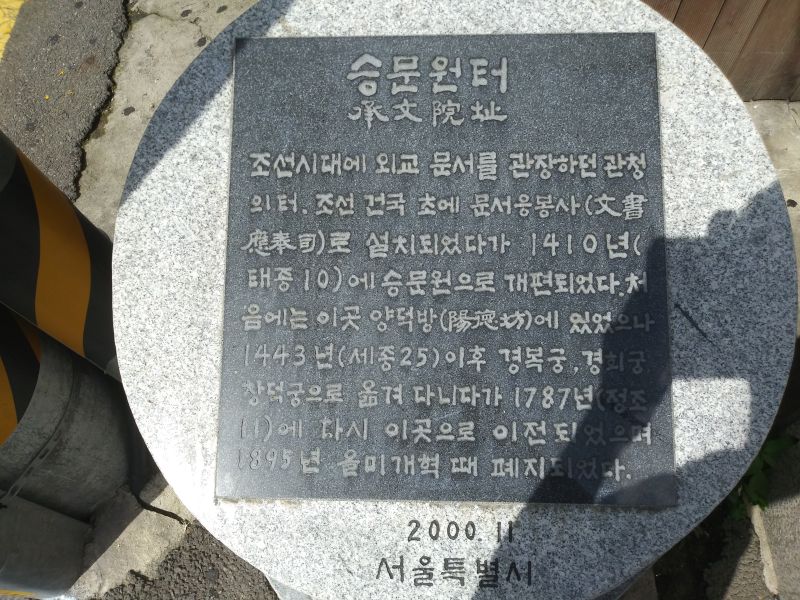 승문원터
承文院址
조선시대에 외교 문서를 관장하던 관청
의 터. 조선 건국 초에 문서응봉사(文書
應奉司)로 설치되었다가 1410년(
태종10)에 승문원으로 개편되었다.처
음에는 이곳 양덕방(陽德坊)에 있었으나
1443년(세종25)이후 경복궁, 경희궁
창덕궁으로 옮겨 다니다가 1787년(정조
11)에 다시 이곳으로 이전되었으며
1895년 을미개혁 때 폐지되었다.
2000.11
서울특별시